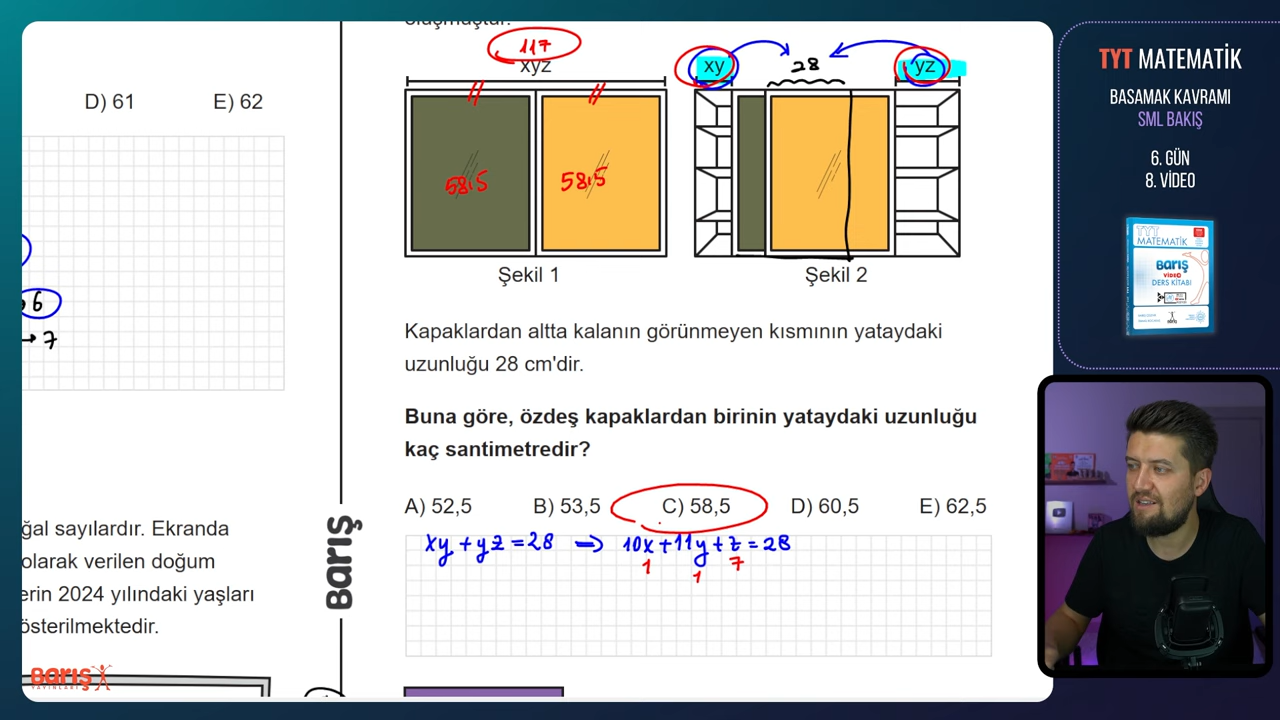 117
xyz
xy
28
yz
58,5
58,5
Şekil 1
Şekil 2
Kapaklardan altta kalanın görünmeyen kısmının yataydaki
uzunluğu 28 cm'dir.
Buna göre, özdeş kapaklardan birinin yataydaki uzunluğu
kaç santimetredir?
A) 52,5 B) 53,5 C) 58,5 D) 60,5 E) 62,5
xy + yz = 28 → 10x + 11y + z = 28
1 1 7
D) 61 E) 62
6
→ 7
ğal sayılardır. Ekranda
olarak verilen doğum
erin 2024 yılındaki yaşları
österilmektedir.
BARIŞ
YAYINLARI
BARIŞ
TYT MATEMATİK
BASAMAK KAVRAMI
SML BAKIŞ
6. GÜN
8. VİDEO
TYT
MATEMATİK
BARIŞ
VİDEO
DERS KİTABI